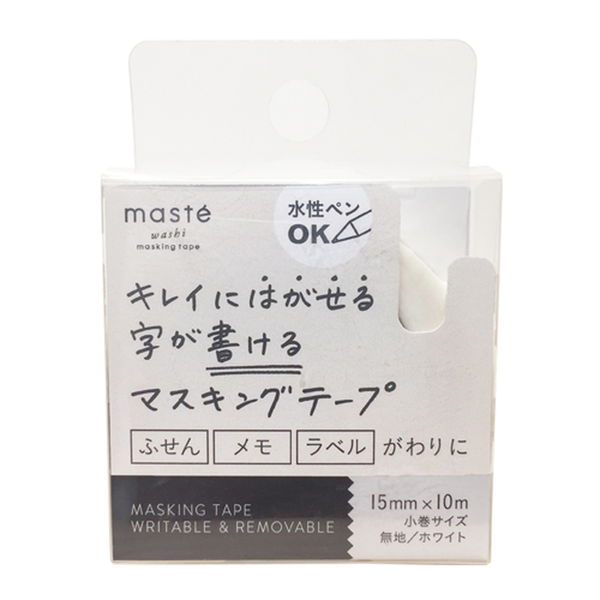 masté
washi
masking tape
水性ペン
OK
キレイにはがせる
字が書ける
マスキングテープ
ふせん メモ ラベル がわりに
MASKING TAPE
WRITABLE & REMOVABLE
15mm×10m
小巻サイズ
無地/ホワイト